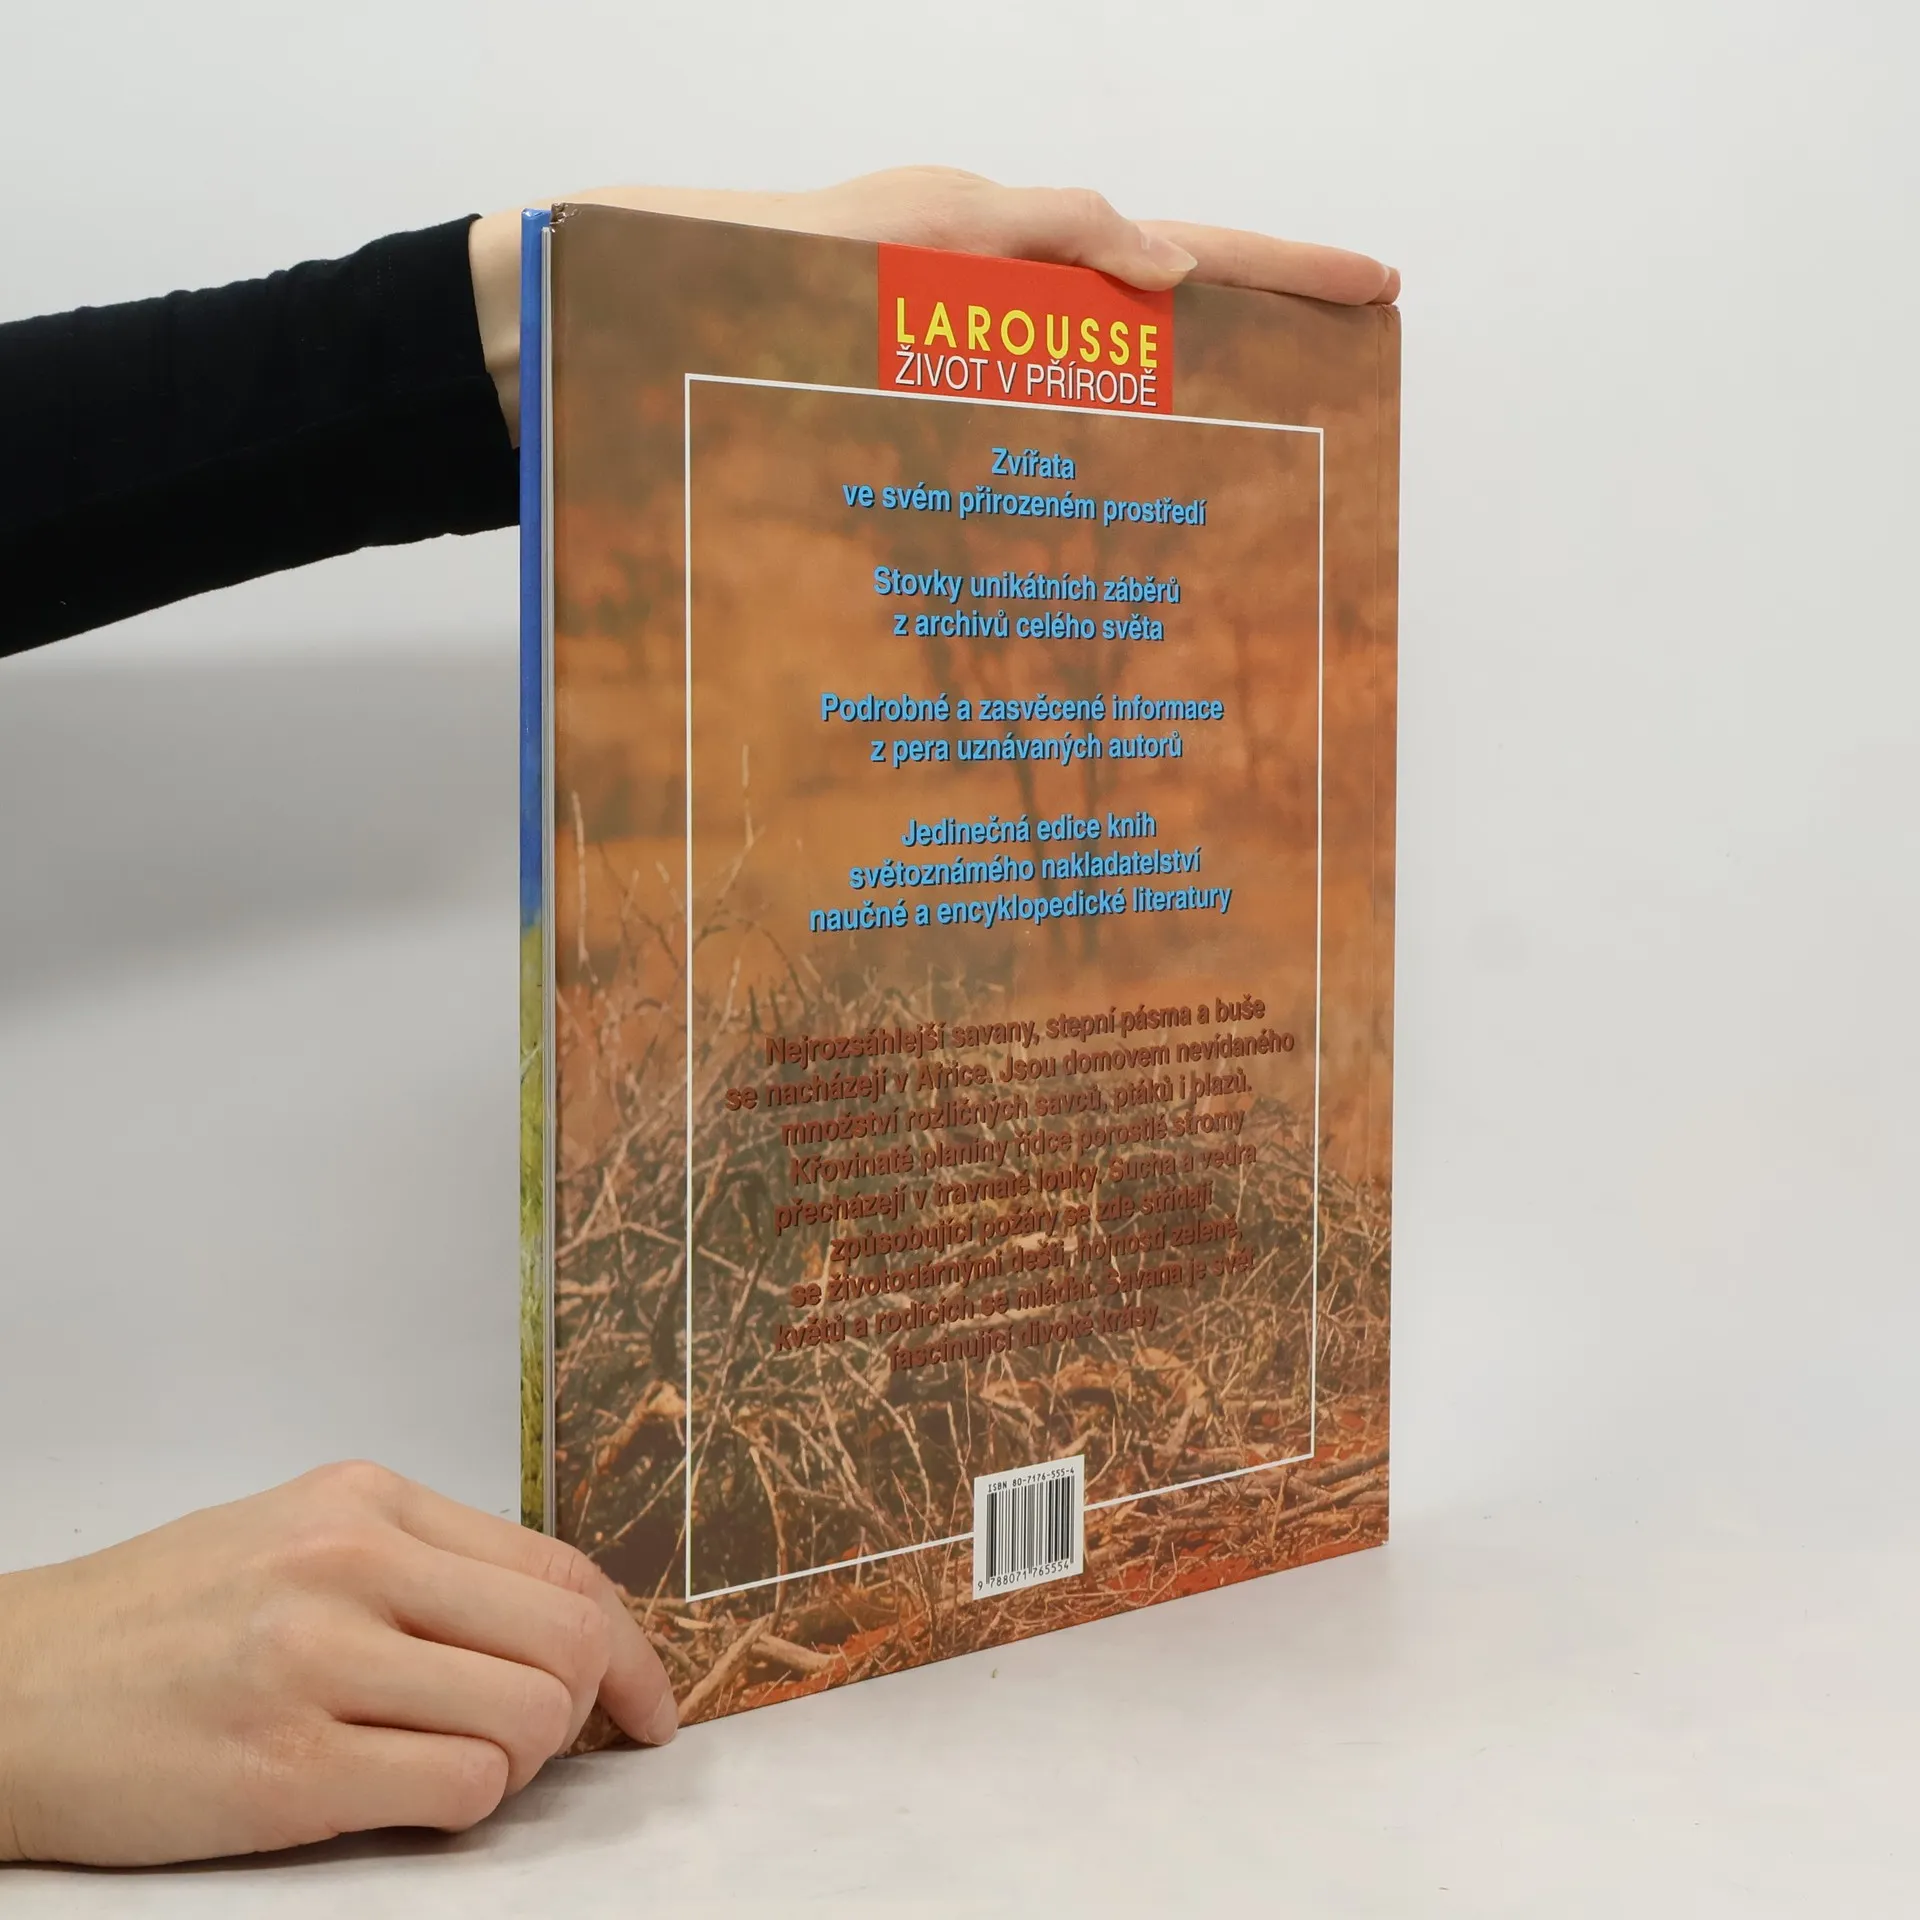 LAROUSSE
ŽIVOT V PŘÍRODĚ
Zvířata
ve svém přirozeném prostředí
Stovky unikátních záběrů
z archivů celého světa
Podrobné a zasvěcené informace
z pera uznávaných autorů
Jedinečná edice knih
světoznámého nakladatelství
naučné a encyklopedické literatury
Nejrozsáhlejší savany, stepní pásma a buše
se nacházejí v Africe. Jsou domovem nevídaného
množství rozličných savců, ptáků i plazů.
Křovinaté planiny řídce porostlé stromy
přecházejí v travnaté louky. Sucha a vedra
způsobující požáry se zde střídají
se životodárnými dešti, hojností zeleně,
květů a rodících se mláďat. Savana je svět
fascinující divoké krásy.
ISBN 80-7176-555-4
9 788071 765554